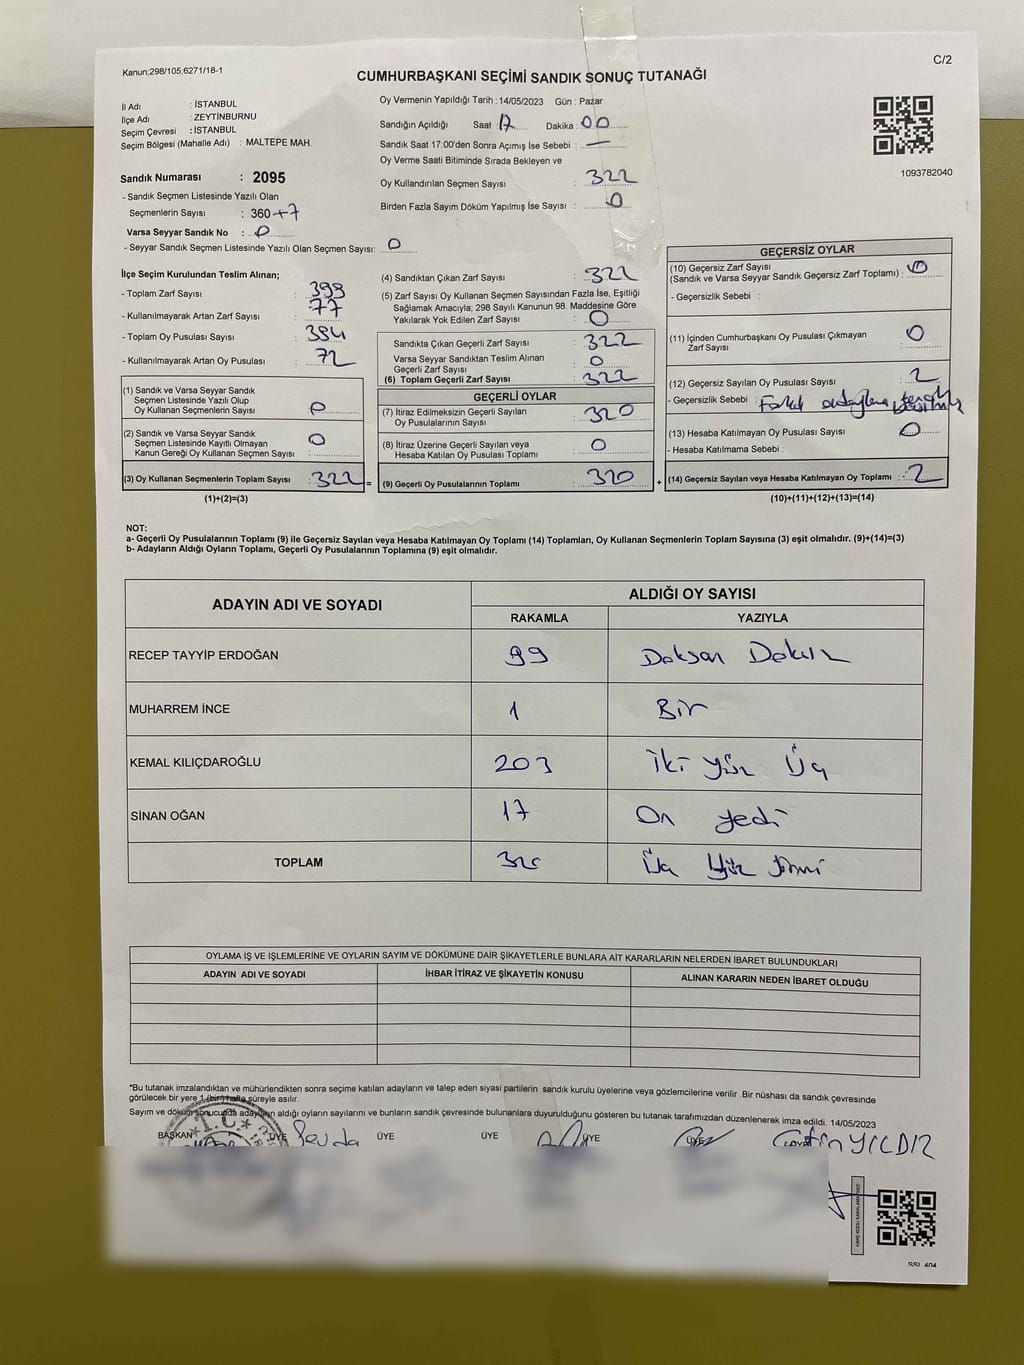 Kanun;298/105;6271/18-1
C/2
CUMHURBAŞKANI SEÇİMİ SANDIK SONUÇ TUTANAĞI
İl Adı : İSTANBUL
İlçe Adı : ZEYTİNBURNU
Seçim Çevresi : İSTANBUL
Seçim Bölgesi (Mahalle Adı) : MALTEPE MAH.
Sandık Numarası : 2095
- Sandık Seçmen Listesinde Yazılı Olan
Seçmenlerin Sayısı : 360+7
Varsa Seyyar Sandık No : 0
- Seyyar Sandık Seçmen Listesinde Yazılı Olan Seçmen Sayısı: 0
Oy Vermenin Yapıldığı Tarih :14/05/2023 Gün : Pazar
Sandığın Açıldığı Saat : 17 Dakika : 00
Sandık Saat 17:00'den Sonra Açımış İse Sebebi : —
Oy Verme Saati Bitiminde Sırada Bekleyen ve
Oy Kullandırılan Seçmen Sayısı : 322
Birden Fazla Sayım Döküm Yapılmış İse Sayısı : 0
1093782040
İlçe Seçim Kurulundan Teslim Alınan;
- Toplam Zarf Sayısı : 399
- Kullanılmayarak Artan Zarf Sayısı : 77
- Toplam Oy Pusulası Sayısı : 394
- Kullanılmayarak Artan Oy Pusulası : 72
(1) Sandık ve Varsa Seyyar Sandık
Seçmen Listesinde Yazılı Olup
Oy Kullanan Seçmenlerin Sayısı : 0
(2) Sandık ve Varsa Seyyar Sandık
Seçmen Listesinde Kayıtlı Olmayan
Kanun Gereği Oy Kullanan Seçmen Sayısı : 0
(3) Oy Kullanan Seçmenlerin Toplam Sayısı : 322 =
(1)+(2)=(3)
(4) Sandıktan Çıkan Zarf Sayısı : 322
(5) Zarf Sayısı Oy Kullanan Seçmen Sayısından Fazla İse, Eşitliği
Sağlamak Amacıyla; 298 Sayılı Kanunun 98. Maddesine Göre
Yakılarak Yok Edilen Zarf Sayısı : 0
Sandıkta Çıkan Geçerli Zarf Sayısı : 322
Varsa Seyyar Sandıktan Teslim Alınan
Geçerli Zarf Sayısı : 0
(6) Toplam Geçerli Zarf Sayısı : 322
GEÇERLİ OYLAR
(7) İtiraz Edilmeksizin Geçerli Sayılan
Oy Pusulalarının Sayısı : 320
(8) İtiraz Üzerine Geçerli Sayılan veya
Hesaba Katılan Oy Pusulası Toplamı : 0
(9) Geçerli Oy Pusulalarının Toplamı : 320 +
GEÇERSİZ OYLAR
(10) Geçersiz Zarf Sayısı
(Sandık ve Varsa Seyyar Sandık Geçersiz Zarf Toplamı) : 0
- Geçersizlik Sebebi :
(11) İçinden Cumhurbaşkanı Oy Pusulası Çıkmayan
Zarf Sayısı : 0
(12) Geçersiz Sayılan Oy Pusulası Sayısı : 2
- Geçersizlik Sebebi :
(13) Hesaba Katılmayan Oy Pusulası Sayısı : 0
- Hesaba Katılmama Sebebi :
(14) Geçersiz Sayılan veya Hesaba Katılmayan Oy Toplamı : 2
(10)+(11)+(12)+(13)=(14)
NOT:
a- Geçerli Oy Pusulalarının Toplamı (9) ile Geçersiz Sayılan veya Hesaba Katılmayan Oy Toplamı (14) Toplamları, Oy Kullanan Seçmenlerin Toplam Sayısına (3) eşit olmalıdır. (9)+(14)=(3)
b- Adayların Aldığı Oyların Toplamı, Geçerli Oy Pusulalarının Toplamına (9) eşit olmalıdır.
ADAYIN ADI VE SOYADI
ALDIĞI OY SAYISI
RAKAMLA YAZIYLA
RECEP TAYYİP ERDOĞAN 99 Doksan Dokuz
MUHARREM İNCE 1 Bir
KEMAL KILIÇDAROĞLU 203 İki yüz Üç
SİNAN OĞAN 17 On yedi
TOPLAM 320 Üç Yüz Yirmi
OYLAMA İŞ VE İŞLEMLERİNE VE OYLARIN SAYIM VE DÖKÜMÜNE DAİR ŞİKAYETLERLE BUNLARA AİT KARARLARIN NELERDEN İBARET BULUNDUKLARI
ADAYIN ADI VE SOYADI İHBAR İTİRAZ VE ŞİKAYETİN KONUSU ALINAN KARARIN NEDEN İBARET OLDUĞU
*Bu tutanak imzalandıktan ve mühürlendikten sonra seçime katılan adayların ve talep eden siyasi partilerin sandık kurulu üyelerine veya gözlemcilerine verilir .Bir nüshası da sandık çevresinde
görülecek bir yere 1 (bir) hafta süreyle asılır.
Sayım ve döküm sonucunda adayların aldığı oyların sayılarını ve bunların sandık çevresinde bulunanlara duyurulduğunu gösteren bu tutanak tarafımızdan düzenlenerek imza edildi. 14/05/2023
BAŞKAN ÜYE Sevda ÜYE ÜYE ÜYE ÜYE Çetin YILDIZ
T.C.
SSL 404